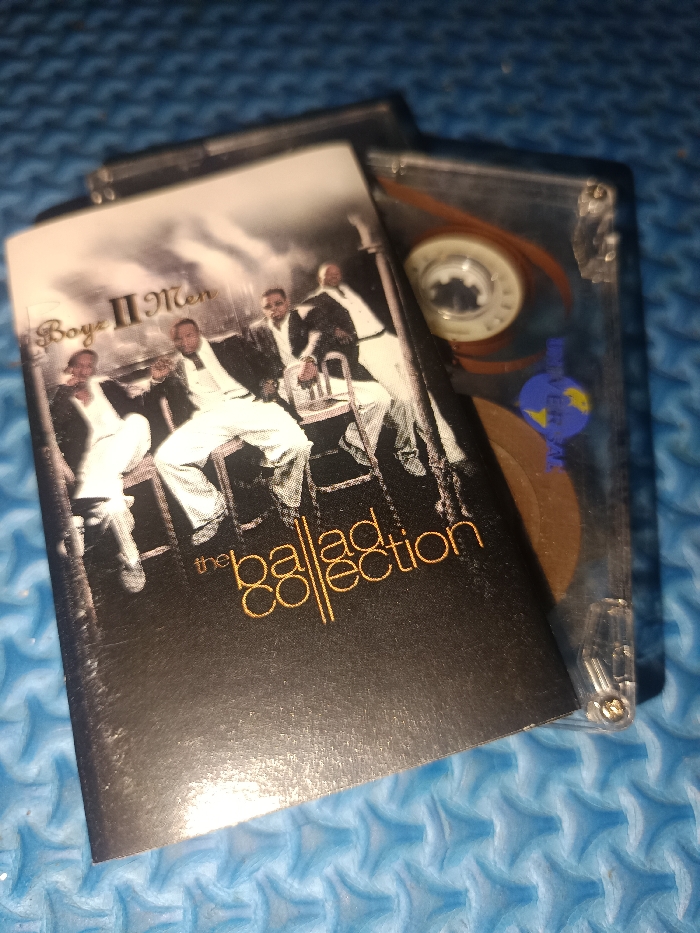 Boyz II Men
the ballad
collection
UNIVERSAL